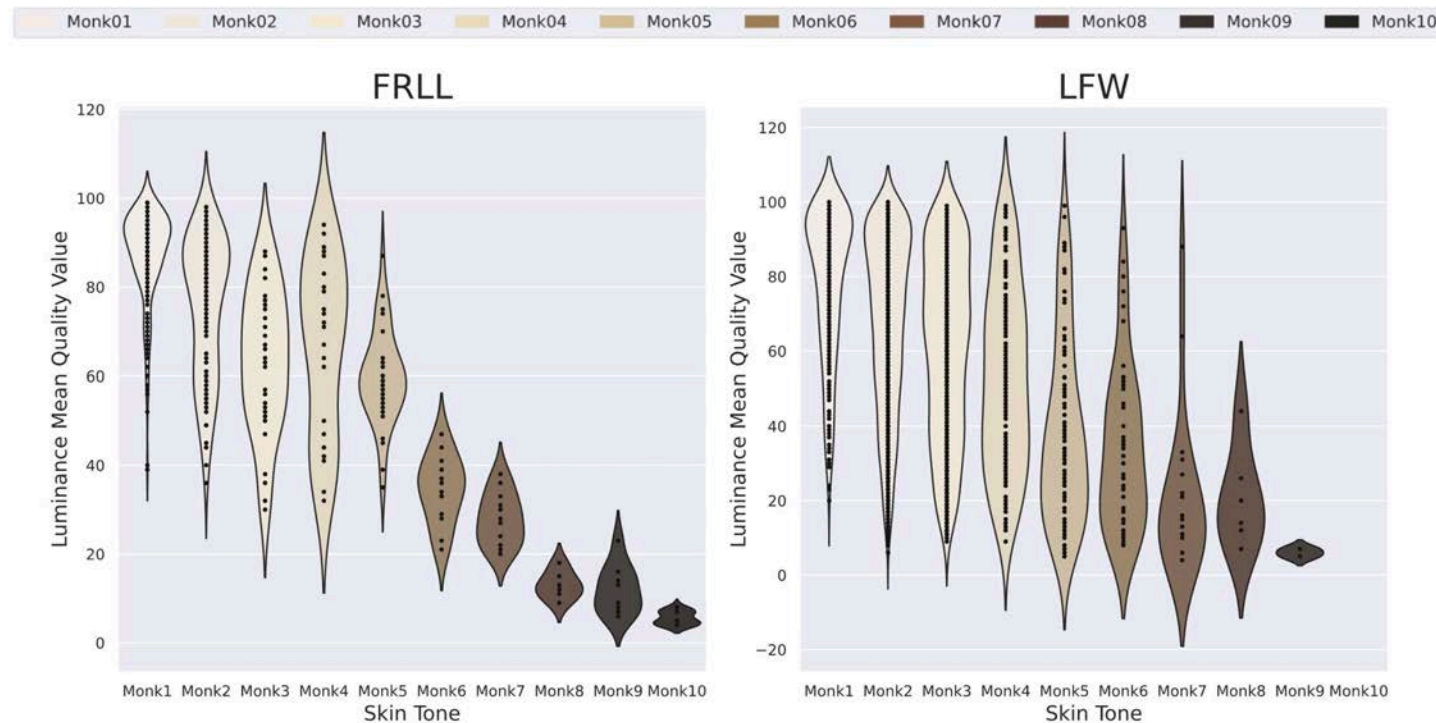 Monk01 Monk02 Monk03 Monk04 Monk05 Monk06 Monk07 Monk08 Monk09 Monk10
FRLL
Luminance Mean Quality Value
120
100
80
60
40
20
0
Monk1 Monk2 Monk3 Monk4 Monk5 Monk6 Monk7 Monk8 Monk9 Monk10
Skin Tone
LFW
Luminance Mean Quality Value
120
100
80
60
40
20
0
−20
Monk1 Monk2 Monk3 Monk4 Monk5 Monk6 Monk7 Monk8 Monk9 Monk10
Skin Tone